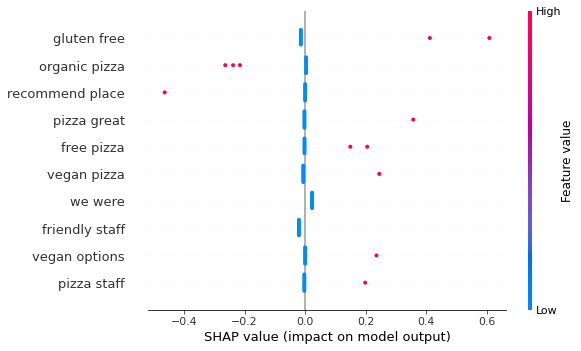 High
gluten free
organic pizza
recommend place
pizza great
free pizza
vegan pizza
we were
friendly staff
vegan options
pizza staff
Feature value
Low
−0.4 −0.2 0.0 0.2 0.4 0.6
SHAP value (impact on model output)